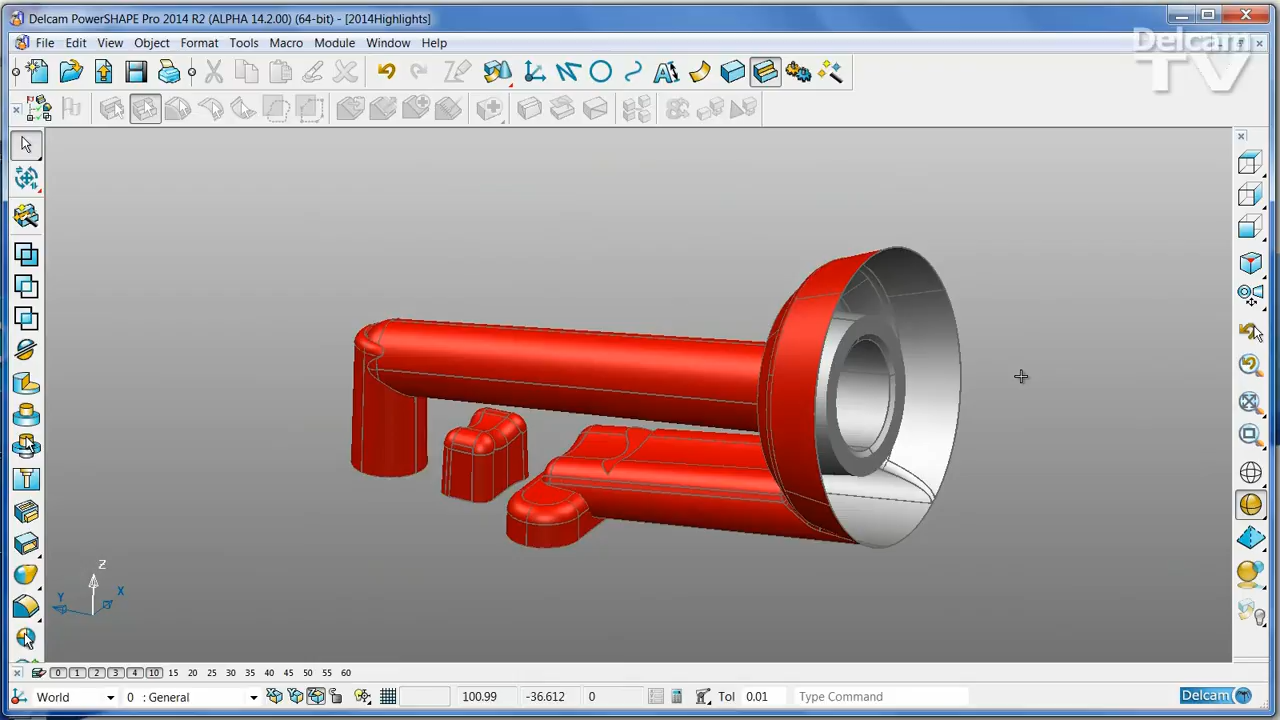 Delcam PowerSHAPE Pro 2014 R2 (ALPHA 14.2.00) (64-bit) - [2014Highlights]
Delcam
TV
File Edit View Object Format Tools Macro Module Window Help
Z
Y X
0 1 2 3 4 10 15 20 25 30 35 40 45 50 55 60
World 0 : General 100.99 -36.612 0 Tol 0.01 Type Command Delcam